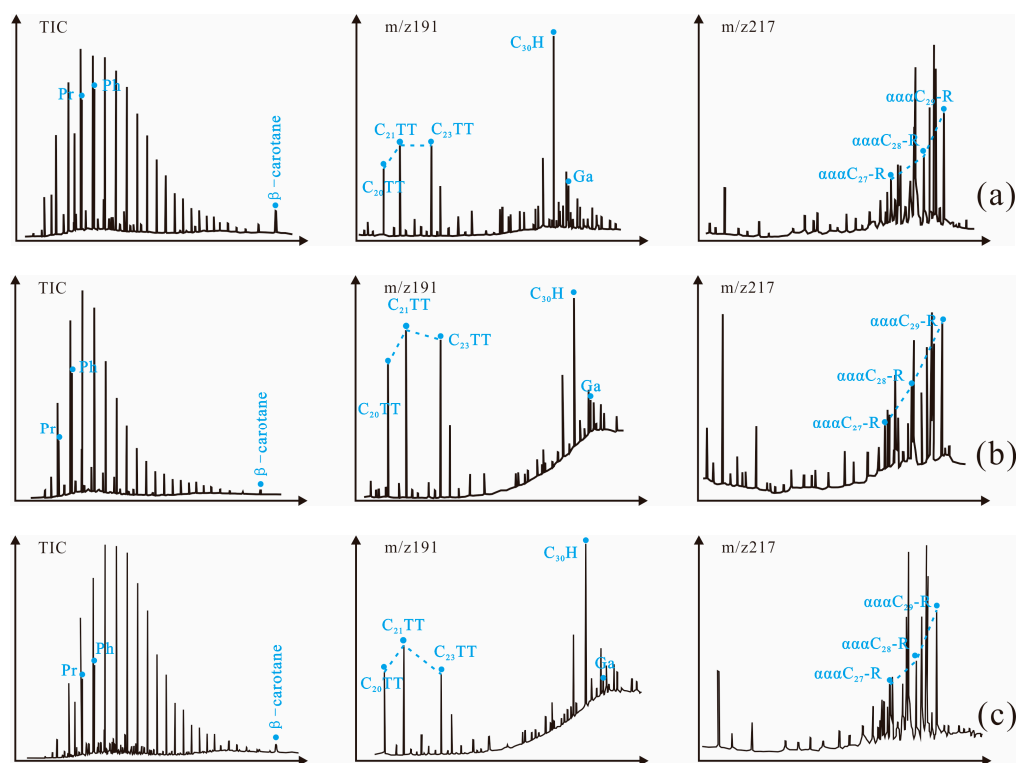 TIC
Pr
Ph
β-carotane
m/z191
C₃₀H
C₂₁TT
C₂₃TT
C₂₀TT
Ga
m/z217
αααC₂₉-R
αααC₂₈-R
αααC₂₇-R
(a)
TIC
Ph
Pr
β-carotane
m/z191
C₂₁TT
C₃₀H
C₂₃TT
C₂₀TT
Ga
m/z217
αααC₂₉-R
αααC₂₈-R
αααC₂₇-R
(b)
TIC
Ph
Pr
β-carotane
m/z191
C₃₀H
C₂₁TT
C₂₃TT
C₂₀TT
Ga
m/z217
αααC₂₉-R
αααC₂₈-R
αααC₂₇-R
(c)